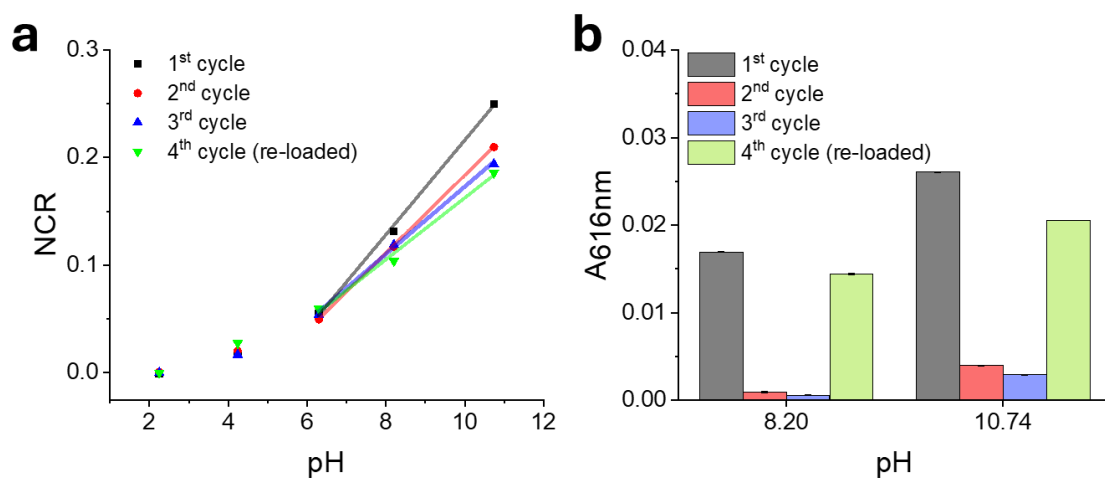 a
0.3
0.2
0.1
0.0
NCR
1st cycle
2nd cycle
3rd cycle
4th cycle (re-loaded)
2 4 6 8 10 12
pH
b
0.04
0.03
0.02
0.01
0.00
A616nm
1st cycle
2nd cycle
3rd cycle
4th cycle (re-loaded)
8.20 10.74
pH